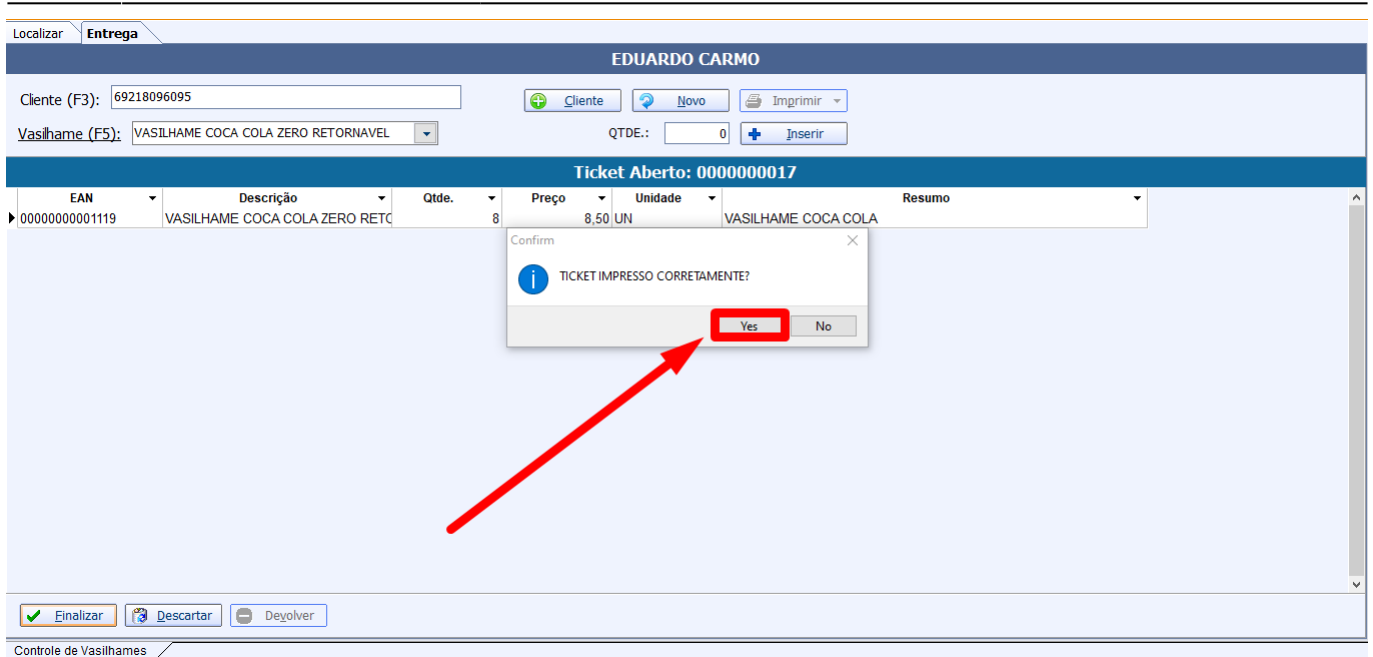 Localizar Entrega
EDUARDO CARMO
Cliente (F3): 69218096095 Cliente Novo Imprimir
Vasilhame (F5): VASILHAME COCA COLA ZERO RETORNAVEL QTDE.: 0 Inserir
Ticket Aberto: 0000000017
EAN Descrição Qtde. Preço Unidade Resumo
00000000001119 VASILHAME COCA COLA ZERO RETC 8 8,50 UN VASILHAME COCA COLA
Confirm
TICKET IMPRESSO CORRETAMENTE?
Yes No
Finalizar Descartar Devolver
Controle de Vasilhames